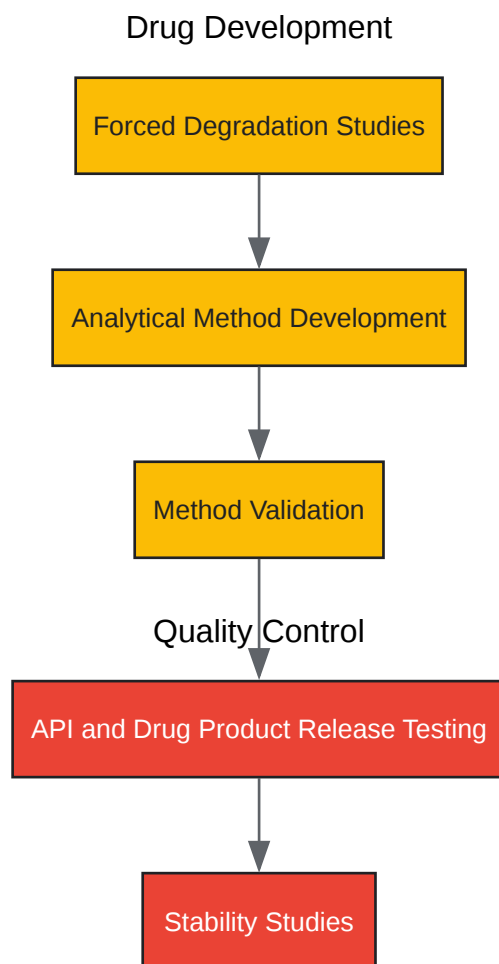 Drug Development
Forced Degradation Studies
Analytical Method Development
Method Validation
Quality Control
API and Drug Product Release Testing
Stability Studies